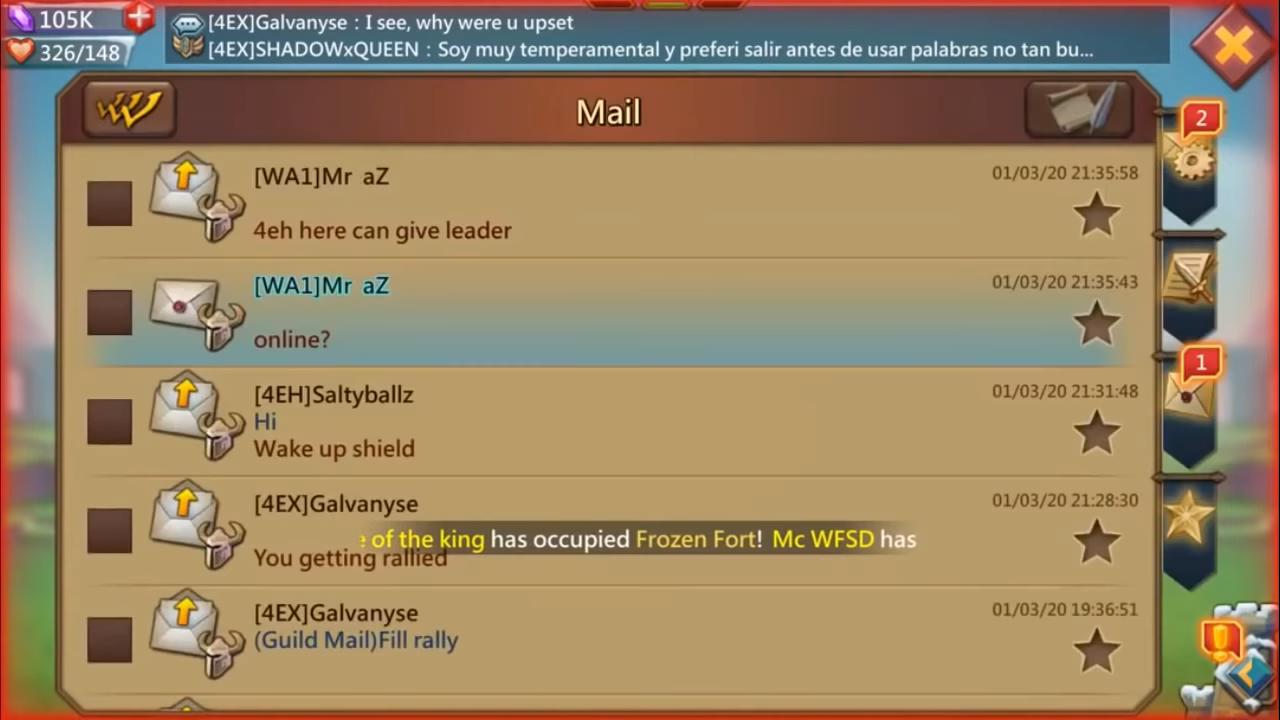 105K
326/148
[4EX]Galvanyse : I see, why were u upset
[4EX]SHADOWxQUEEN : Soy muy temperamental y preferi salir antes de usar palabras no tan bu...
Mail
2
[WA1]Mr aZ
01/03/20 21:35:58
4eh here can give leader
[WA1]Mr aZ
01/03/20 21:35:43
online?
1
[4EH]Saltyballz
01/03/20 21:31:48
Hi
Wake up shield
[4EX]Galvanyse
01/03/20 21:28:30
of the king has occupied Frozen Fort! Mc WFSD has
You getting rallied
[4EX]Galvanyse
01/03/20 19:36:51
(Guild Mail)Fill rally